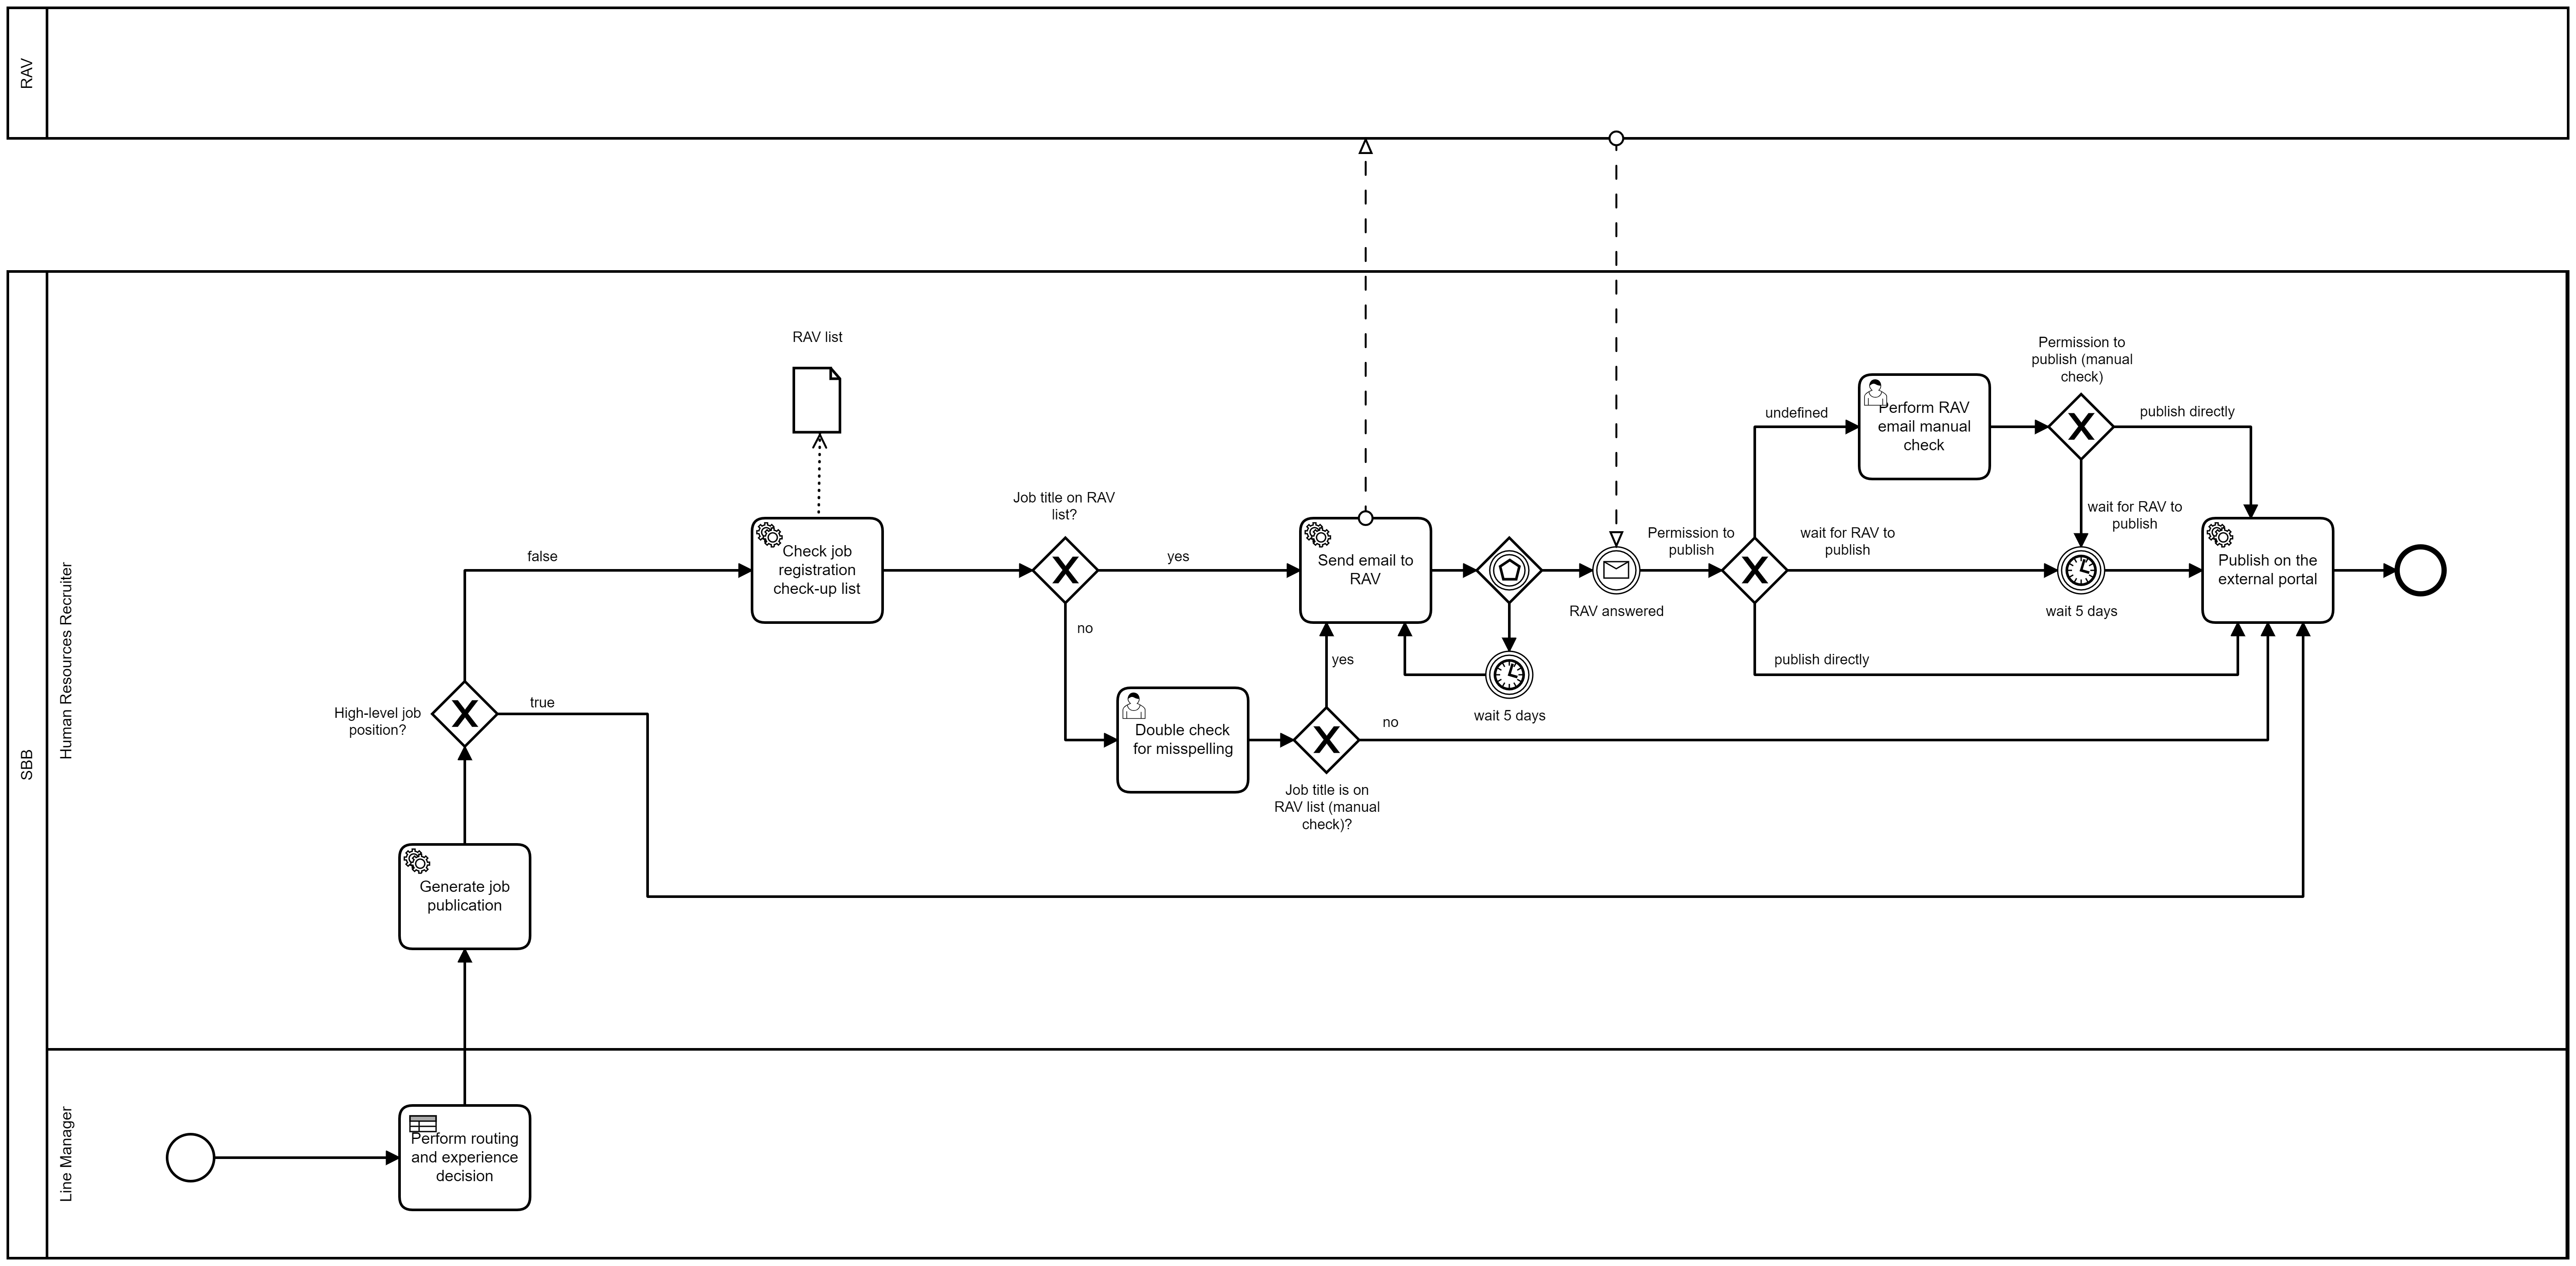 RAV
SBB
Human Resources Recruiter
Line Manager
RAV list
Permission to
publish (manual
check)
undefined
Perform RAV
email manual
check
publish directly
Job title on RAV
list?
wait for RAV to
publish
false
Check job
registration
check-up list
yes
Send email to
RAV
RAV answered
Permission to
publish
wait for RAV to
publish
wait 5 days
Publish on the
external portal
no
yes
publish directly
High-level job
position?
true
Double check
for misspelling
no
wait 5 days
Job title is on
RAV list (manual
check)?
Generate job
publication
Perform routing
and experience
decision